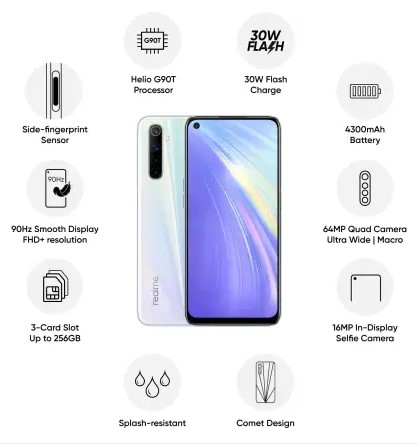 G90T
30W
FLASH
Helio G90T
Processor
30W Flash
Charge
Side-fingerprint
Sensor
4300mAh
Battery
90Hz
90Hz Smooth Display
FHD+ resolution
64MP Quad Camera
Ultra Wide | Macro
realme
3-Card Slot
Up to 256GB
16MP In-Display
Selfie Camera
Splash-resistant
Comet Design